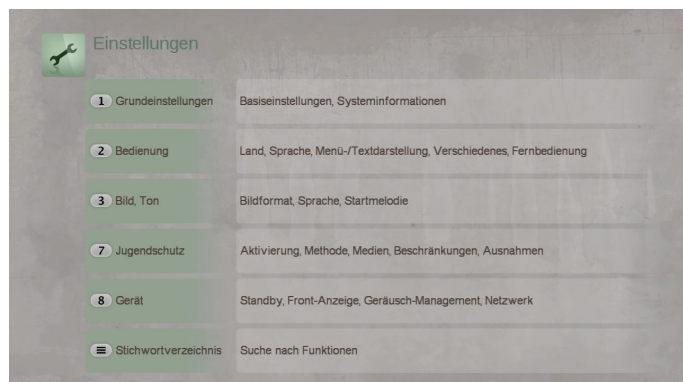 Einstellungen
1 Grundeinstellungen Basiseinstellungen, Systeminformationen
2 Bedienung Land, Sprache, Menü-/Textdarstellung, Verschiedenes, Fernbedienung
3 Bild, Ton Bildformat, Sprache, Startmelodie
7 Jugendschutz Aktivierung, Methode, Medien, Beschränkungen, Ausnahmen
8 Gerät Standby, Front-Anzeige, Geräusch-Management, Netzwerk
Stichwortverzeichnis Suche nach Funktionen